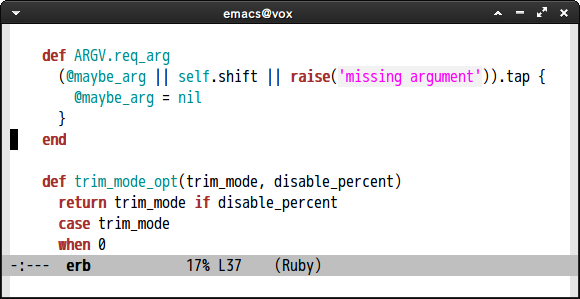 emacs@vox
def ARGV.req_arg
(@maybe_arg || self.shift || raise('missing argument')).tap {
@maybe_arg = nil
}
end
def trim_mode_opt(trim_mode, disable_percent)
return trim_mode if disable_percent
case trim_mode
when 0
-:--- erb 17% L37 (Ruby)